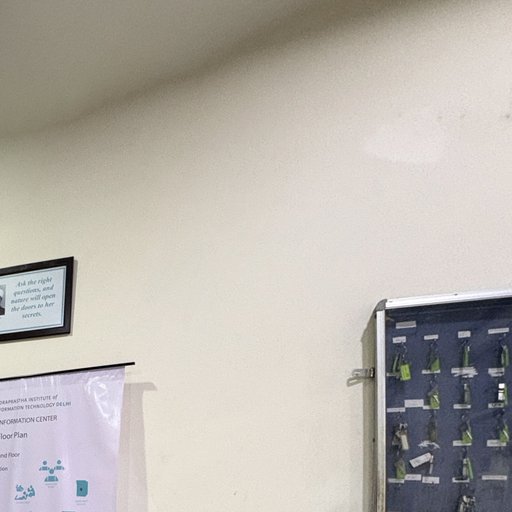 Ask the right
questions, and
nature will open
the doors to her
secrets.
DRAPRASTHA INSTITUTE of
FORMATION TECHNOLOGY DELHI
INFORMATION CENTER
Floor Plan
nd Floor